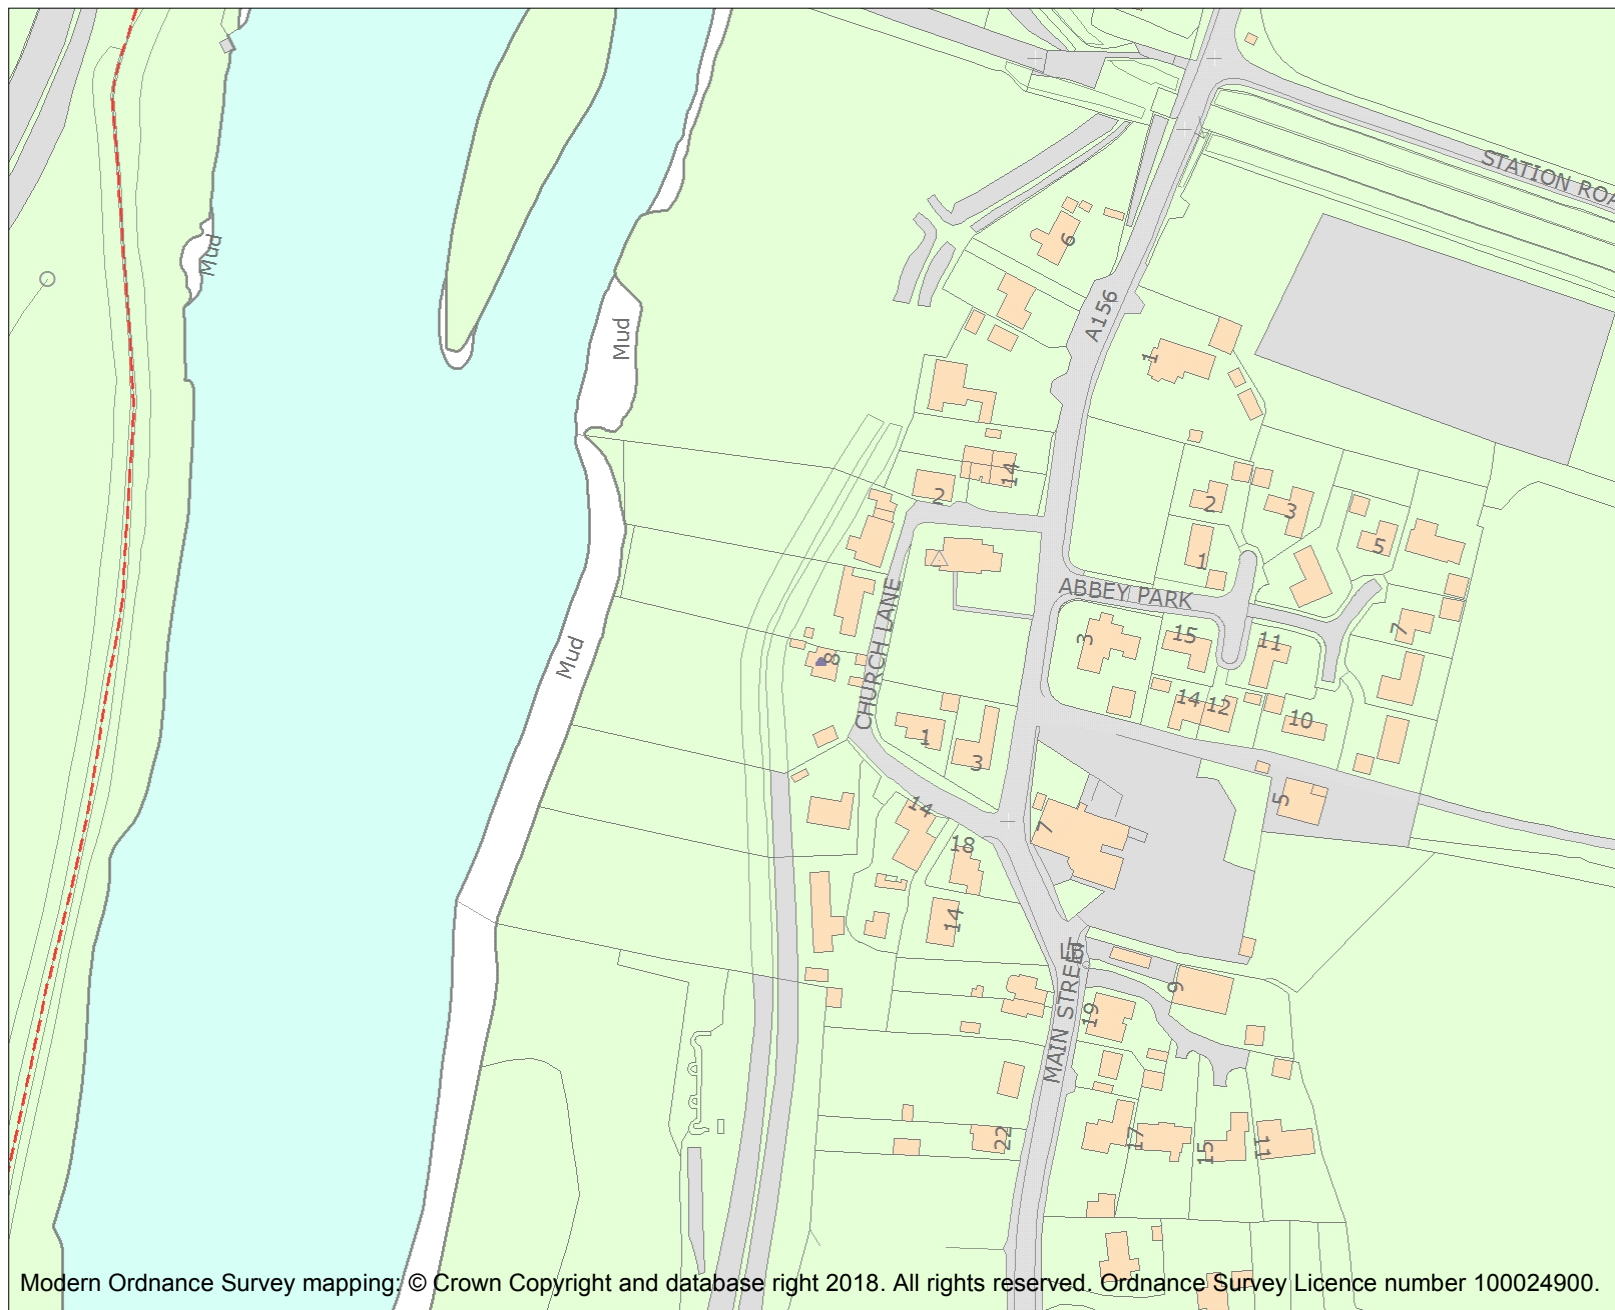 STATION ROA
Mud
6
A156
Mud
1
14
2
2
3
5
1
ABBEY PARK
CHURCH LANE
3
15
11
7
8
14
12
10
1
3
5
14
7
18
14
LB
9
19
MAIN STREET
Mud
22
17
15
11
Modern Ordnance Survey mapping: © Crown Copyright and database right 2018. All rights reserved. Ordnance Survey Licence number 100024900.